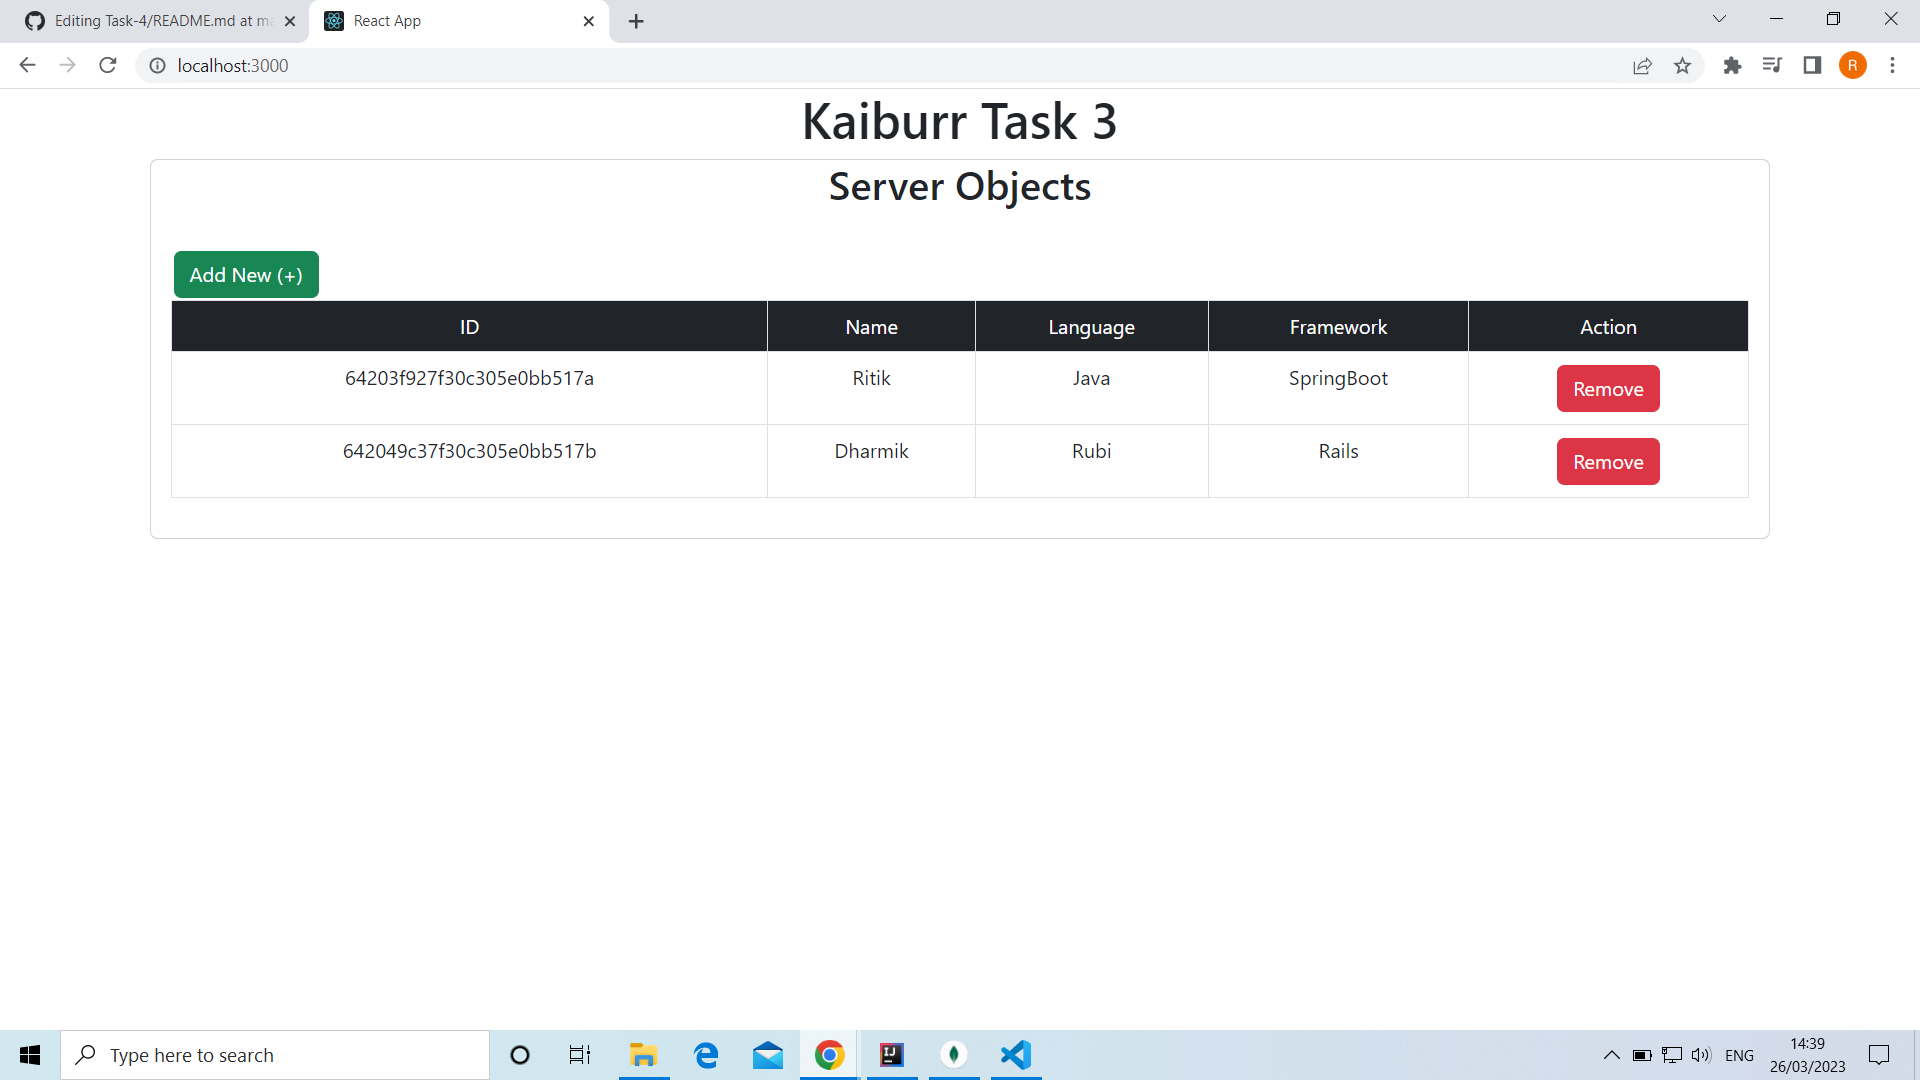 Editing Task-4/README.md at ma
React App
localhost:3000
R
Kaiburr Task 3
Server Objects
Add New (+)
ID Name Language Framework Action
64203f927f30c305e0bb517a Ritik Java SpringBoot Remove
642049c37f30c305e0bb517b Dharmik Rubi Rails Remove
Type here to search
IJ
ENG
14:39
26/03/2023